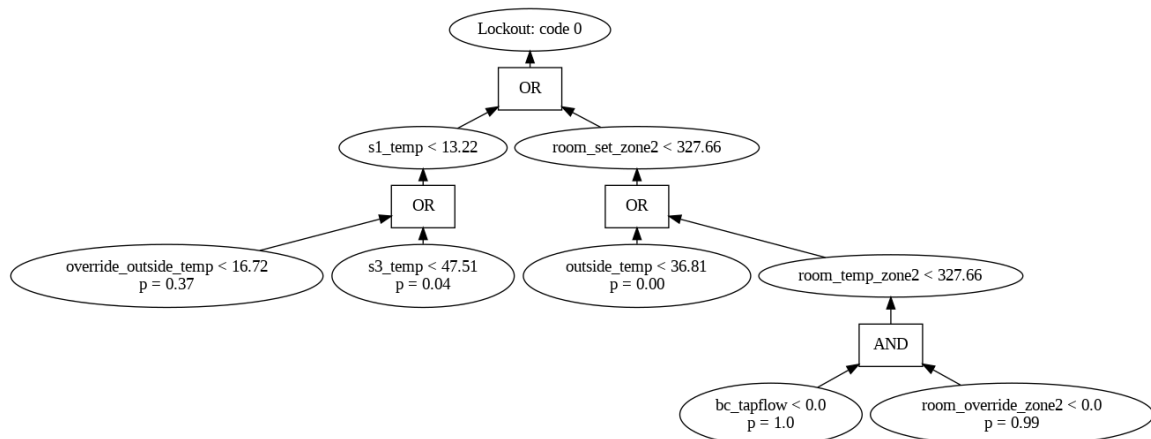 Lockout: code 0
OR
s1_temp < 13.22
room_set_zone2 < 327.66
OR
OR
override_outside_temp < 16.72
p = 0.37
s3_temp < 47.51
p = 0.04
outside_temp < 36.81
p = 0.00
room_temp_zone2 < 327.66
AND
bc_tapflow < 0.0
p = 1.0
room_override_zone2 < 0.0
p = 0.99